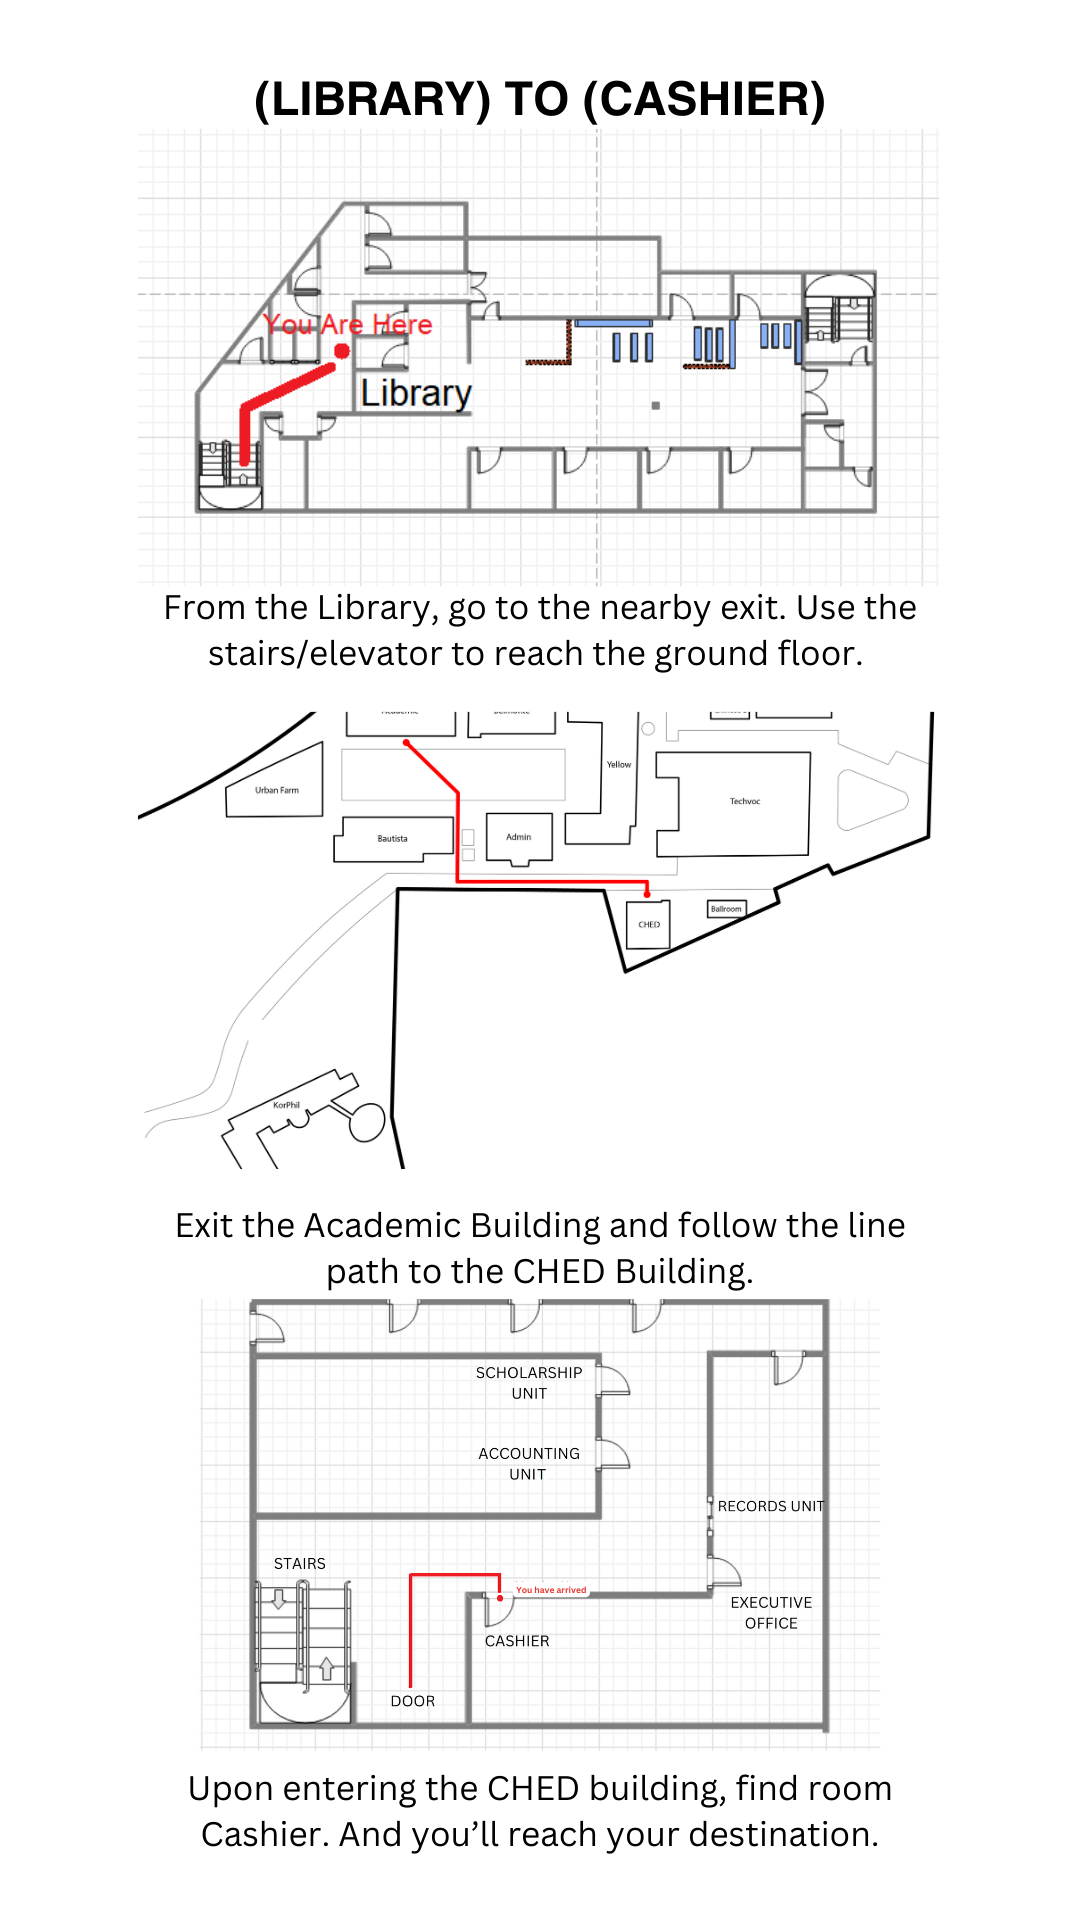 (LIBRARY) TO (CASHIER)
You Are Here
Library
From the Library, go to the nearby exit. Use the
stairs/elevator to reach the ground floor.
Academic
Belmonte
Yellow
Urban Farm
Techvoc
Bautista
Admin
CHED
Ballroom
KorPhil
Exit the Academic Building and follow the line
path to the CHED Building.
SCHOLARSHIP
UNIT
ACCOUNTING
UNIT
RECORDS UNIT
STAIRS
You have arrived
EXECUTIVE
OFFICE
CASHIER
DOOR
Upon entering the CHED building, find room
Cashier. And you’ll reach your destination.